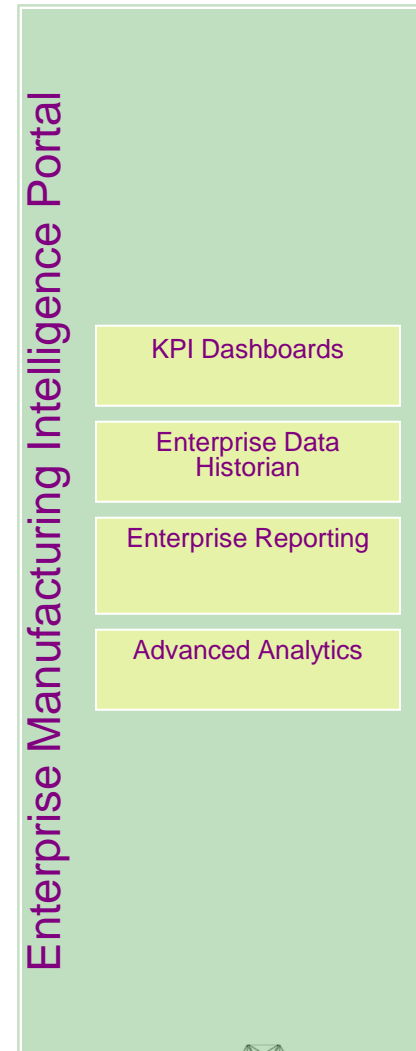 Enterprise Manufacturing Intelligence Portal
KPI Dashboards
Enterprise Data
Historian
Enterprise Reporting
Advanced Analytics